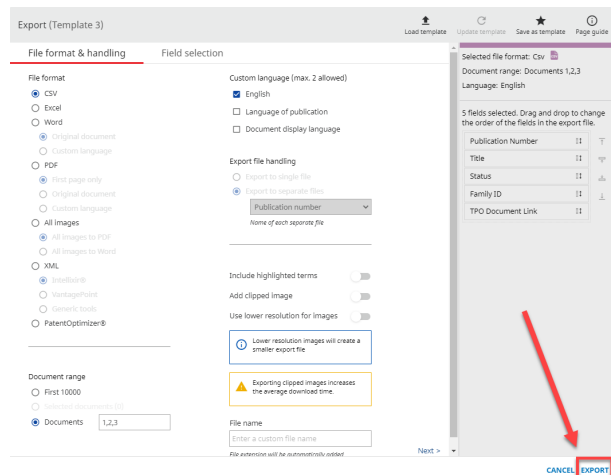 Export (Template 3)
Load template
Update template
Save as template
Page guide
File format & handling
Field selection
File format
CSV
Excel
Word
Original document
Custom language
PDF
First page only
Original document
Custom language
All images
All images to PDF
All images to Word
XML
Intellixir®
VantagePoint
Generic tools
PatentOptimizer®
Document range
First 10000
Selected documents (0)
Documents 1,2,3
Custom language (max. 2 allowed)
English
Language of publication
Document display language
Export file handling
Export to single file
Export to separate files
Publication number
Name of each separate file
Include highlighted terms
Add clipped image
Use lower resolution for images
Lower resolution images will create a
smaller export file
Exporting clipped images increases
the average download time.
File name
Enter a custom file name
File extension will be automatically added
Next >
Selected file format: Csv
Document range: Documents 1,2,3
Language: English
5 fields selected. Drag and drop to change
the order of the fields in the export file.
Publication Number
Title
Status
Family ID
TPO Document Link
CANCEL EXPORT